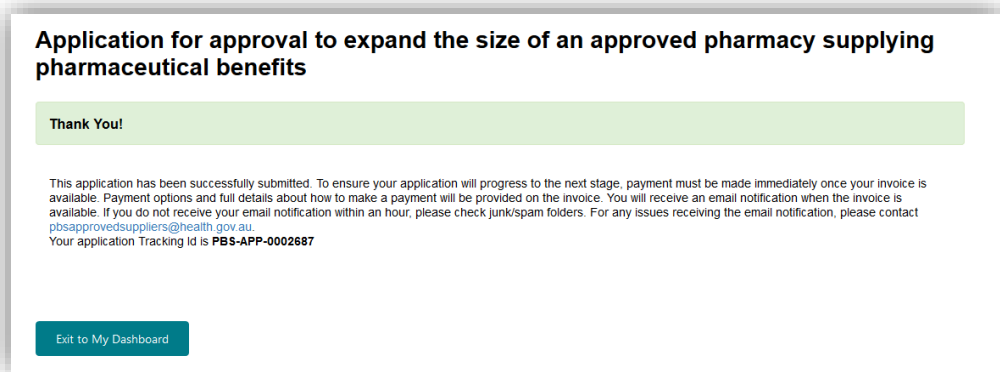 Application for approval to expand the size of an approved pharmacy supplying
pharmaceutical benefits
Thank You!
This application has been successfully submitted. To ensure your application will progress to the next stage, payment must be made immediately once your invoice is
available. Payment options and full details about how to make a payment will be provided on the invoice. You will receive an email notification when the invoice is
available. If you do not receive your email notification within an hour, please check junk/spam folders. For any issues receiving the email notification, please contact
pbsapprovedsuppliers@health.gov.au.
Your application Tracking Id is PBS-APP-0002687
Exit to My Dashboard